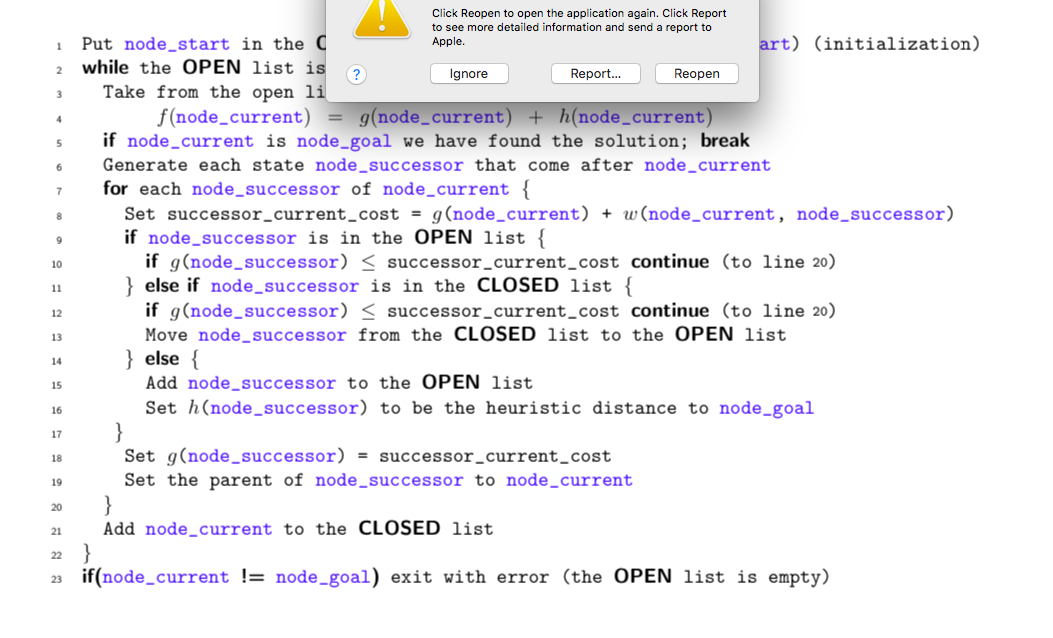 Click Reopen to open the application again. Click Report
to see more detailed information and send a report to
Apple.
? Ignore Report... Reopen
1 Put node_start in the art) (initialization)
2 while the OPEN list is
3 Take from the open li
4 f(node_current) = g(node_current) + h(node_current)
5 if node_current is node_goal we have found the solution; break
6 Generate each state node_successor that come after node_current
7 for each node_successor of node_current {
8 Set successor_current_cost = g(node_current) + w(node_current, node_successor)
9 if node_successor is in the OPEN list {
10 if g(node_successor) ≤ successor_current_cost continue (to line 20)
11 } else if node_successor is in the CLOSED list {
12 if g(node_successor) ≤ successor_current_cost continue (to line 20)
13 Move node_successor from the CLOSED list to the OPEN list
14 } else {
15 Add node_successor to the OPEN list
16 Set h(node_successor) to be the heuristic distance to node_goal
17 }
18 Set g(node_successor) = successor_current_cost
19 Set the parent of node_successor to node_current
20 }
21 Add node_current to the CLOSED list
22 }
23 if(node_current != node_goal) exit with error (the OPEN list is empty)